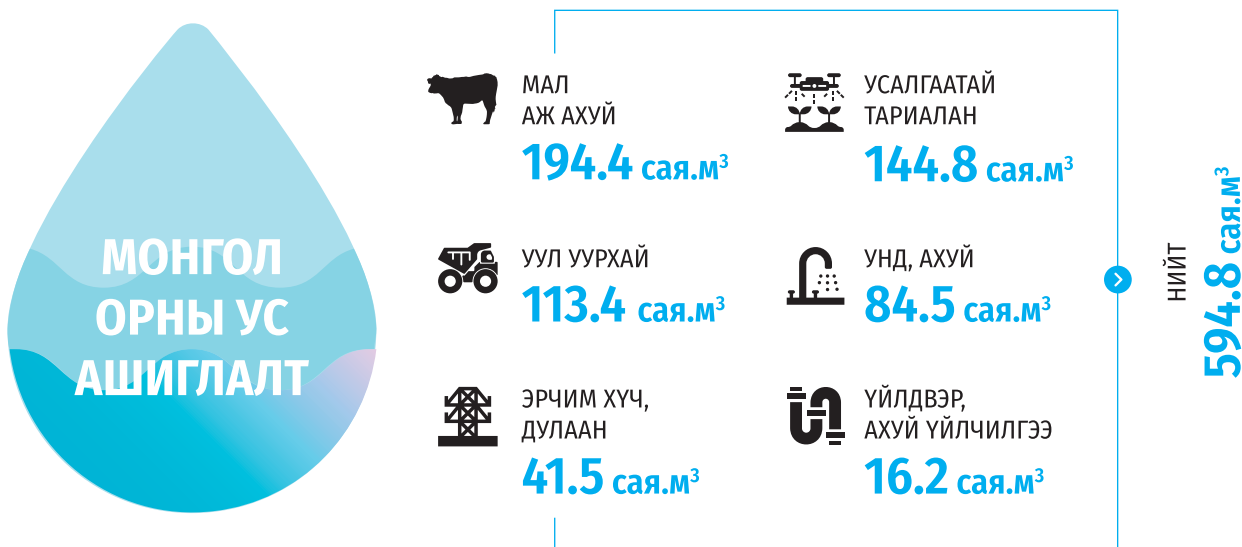 МОНГОЛ
ОРНЫ УС
АШИГЛАЛТ
МАЛ
АЖ АХУЙ
194.4 сая.м³
УСАЛГААТАЙ
ТАРИАЛАН
144.8 сая.м³
УУЛ УУРХАЙ
113.4 сая.м³
УНД, АХУЙ
84.5 сая.м³
ЭРЧИМ ХҮЧ,
ДУЛААН
41.5 сая.м³
ҮЙЛДВЭР,
АХУЙ ҮЙЛЧИЛГЭЭ
16.2 сая.м³
НИЙТ
594.8 сая.м³